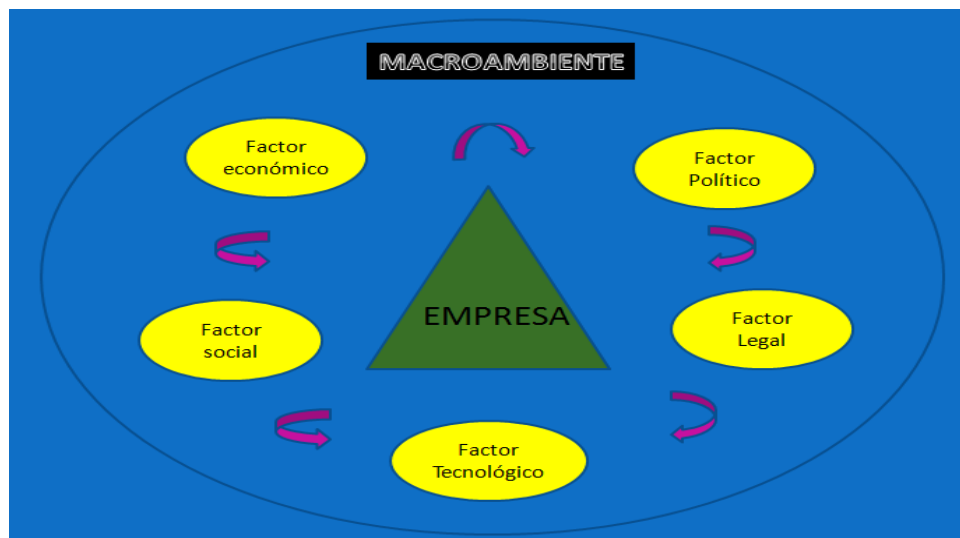 MACROAMBIENTE
Factor
económico
Factor
Político
EMPRESA
Factor
social
Factor
Legal
Factor
Tecnológico